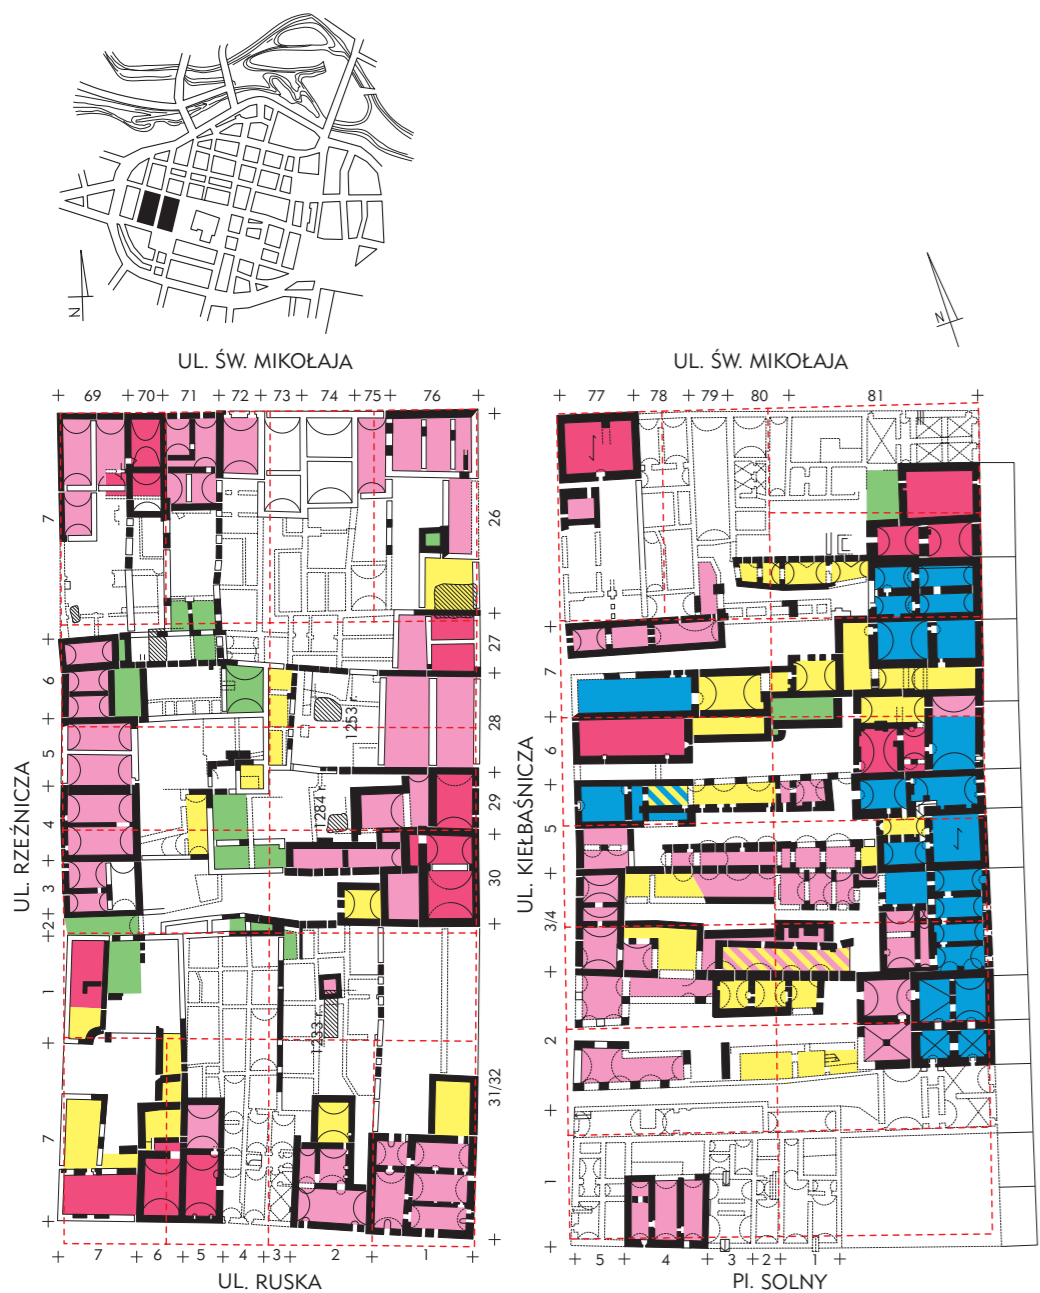 N
N
UL. ŚW. MIKOŁAJA
UL. ŚW. MIKOŁAJA
69 70 71 72 73 74 75 76
77 78 79 80 81
7
6
5
4
3
2
1
7
UL. RZEŹNICZA
26
27
28
29
30
31/32
1253
1284 r.
1233 r.
UL. KIEŁBAŚNICZA
7
6
5
3/4
2
1
7 6 5 4 3 2 1
5 4 3 2 1
UL. RUSKA
Pl. SOLNY